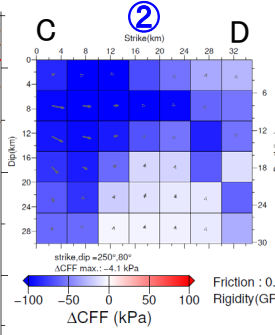 ②
C D
Strike(km)
0 4 8 12 16 20 24 28 32
Dip(km)
0
4
8
12
16
20
24
28
6
12
18
24
30
strike,dip =250°,80°
ΔCFF max.: −4.1 kPa
−100 −50 0 50 100
ΔCFF (kPa)
Friction : 0.
Rigidity(GP